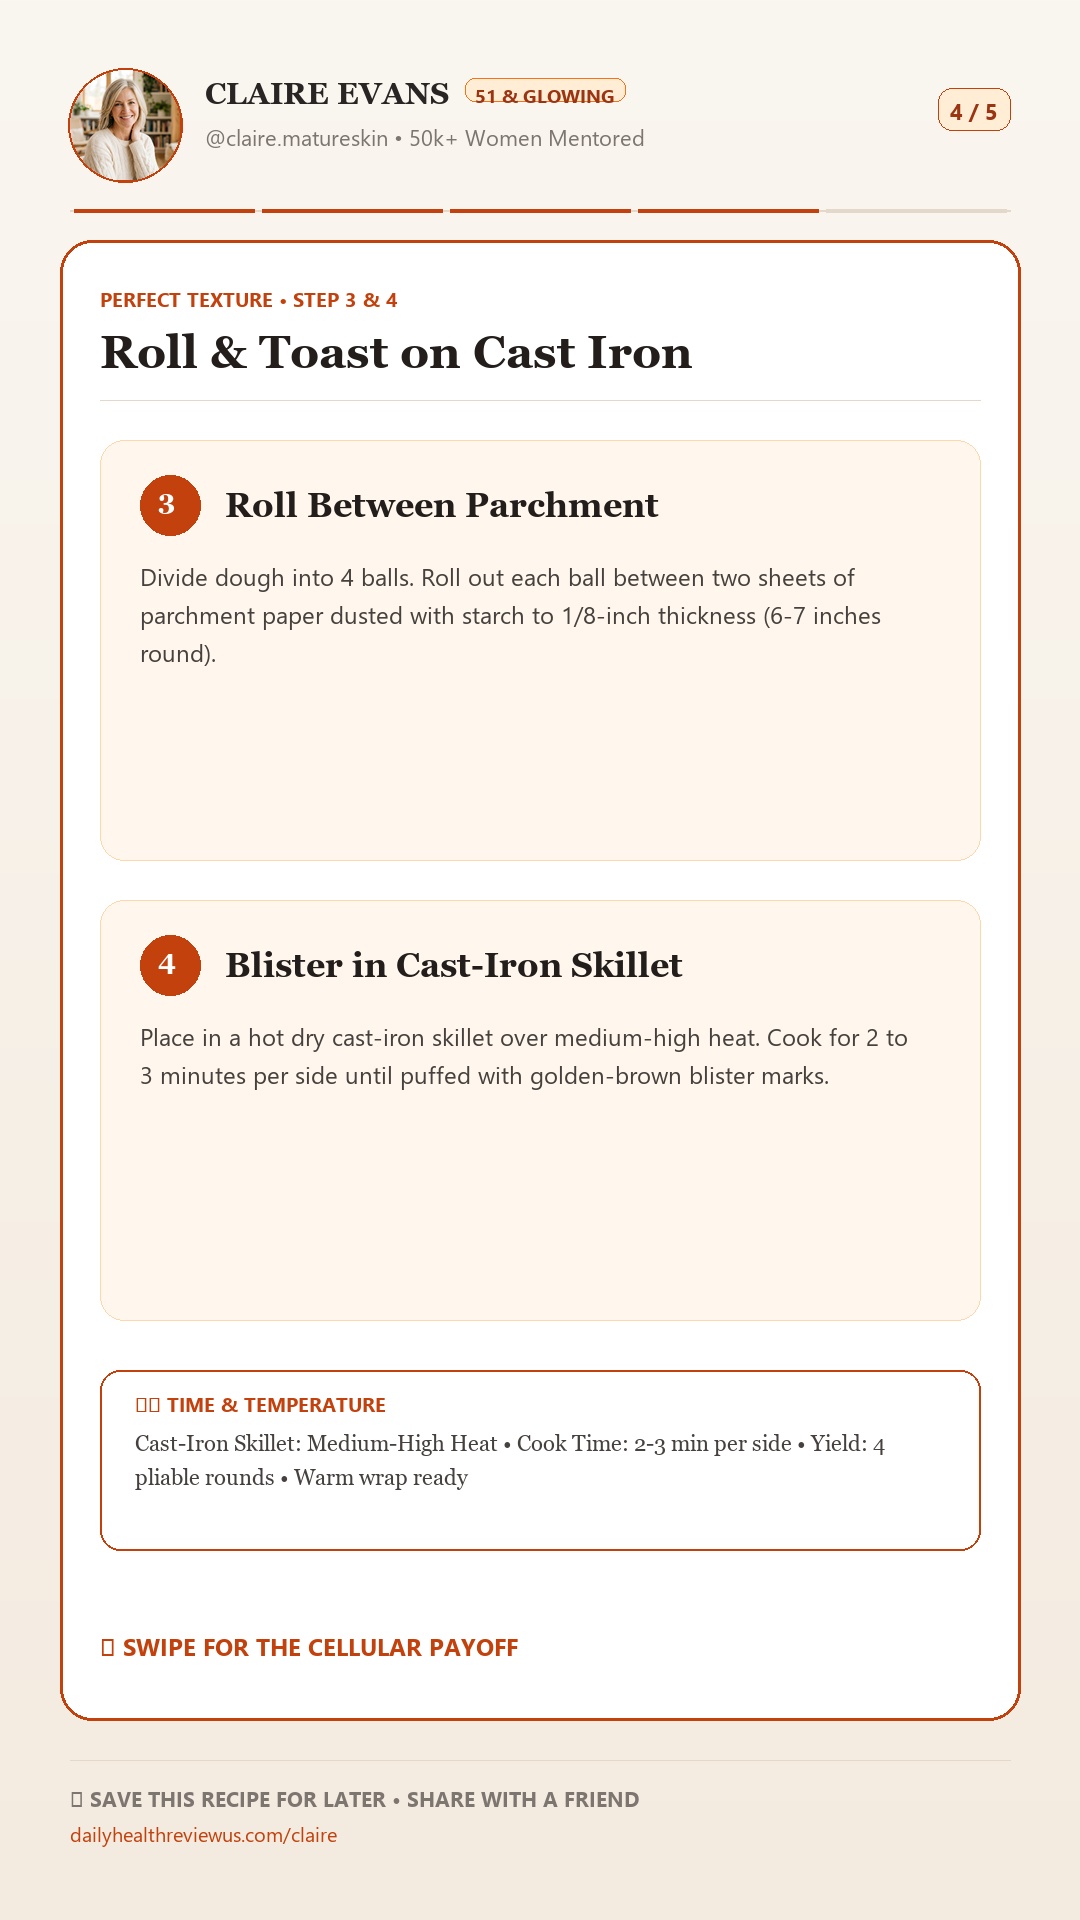 CLAIRE EVANS
51 & GLOWING
@claire.matureskin • 50k+ Women Mentored
4 / 5
PERFECT TEXTURE • STEP 3 & 4
Roll & Toast on Cast Iron
3
Roll Between Parchment
Divide dough into 4 balls. Roll out each ball between two sheets of
parchment paper dusted with starch to 1/8-inch thickness (6-7 inches
round).
4
Blister in Cast-Iron Skillet
Place in a hot dry cast-iron skillet over medium-high heat. Cook for 2 to
3 minutes per side until puffed with golden-brown blister marks.
TIME & TEMPERATURE
Cast-Iron Skillet: Medium-High Heat • Cook Time: 2-3 min per side • Yield: 4
pliable rounds • Warm wrap ready
SWIPE FOR THE CELLULAR PAYOFF
SAVE THIS RECIPE FOR LATER • SHARE WITH A FRIEND
dailyhealthreviewus.com/claire